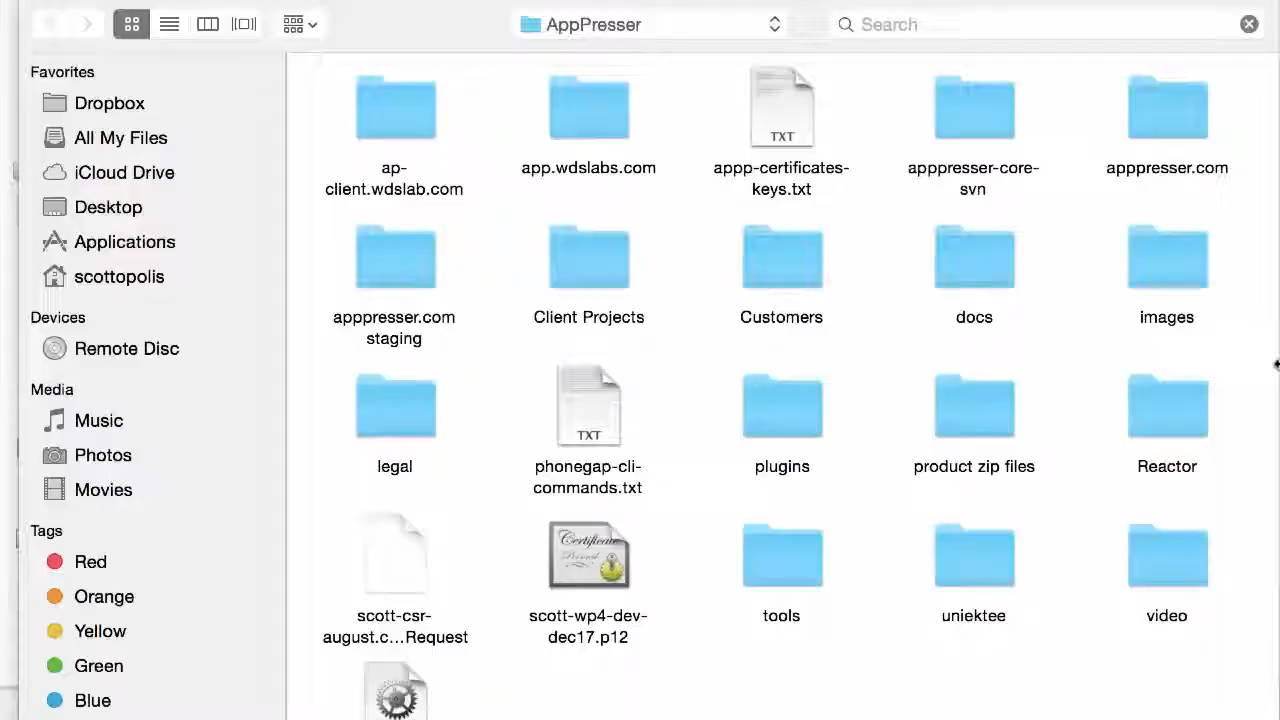 AppPresser
Search
Favorites
Dropbox
All My Files
iCloud Drive
Desktop
Applications
scottopolis
Devices
Remote Disc
Media
Music
Photos
Movies
Tags
Red
Orange
Yellow
Green
Blue
ap-
client.wdslab.com
app.wdslabs.com
TXT
appp-certificates-
keys.txt
apppresser-core-
svn
apppresser.com
apppresser.com
staging
Client Projects
Customers
docs
images
legal
TXT
phonegap-cli-
commands.txt
plugins
product zip files
Reactor
scott-csr-
august.c...Request
Certificate
scott-wp4-dev-
dec17.p12
tools
uniektee
video